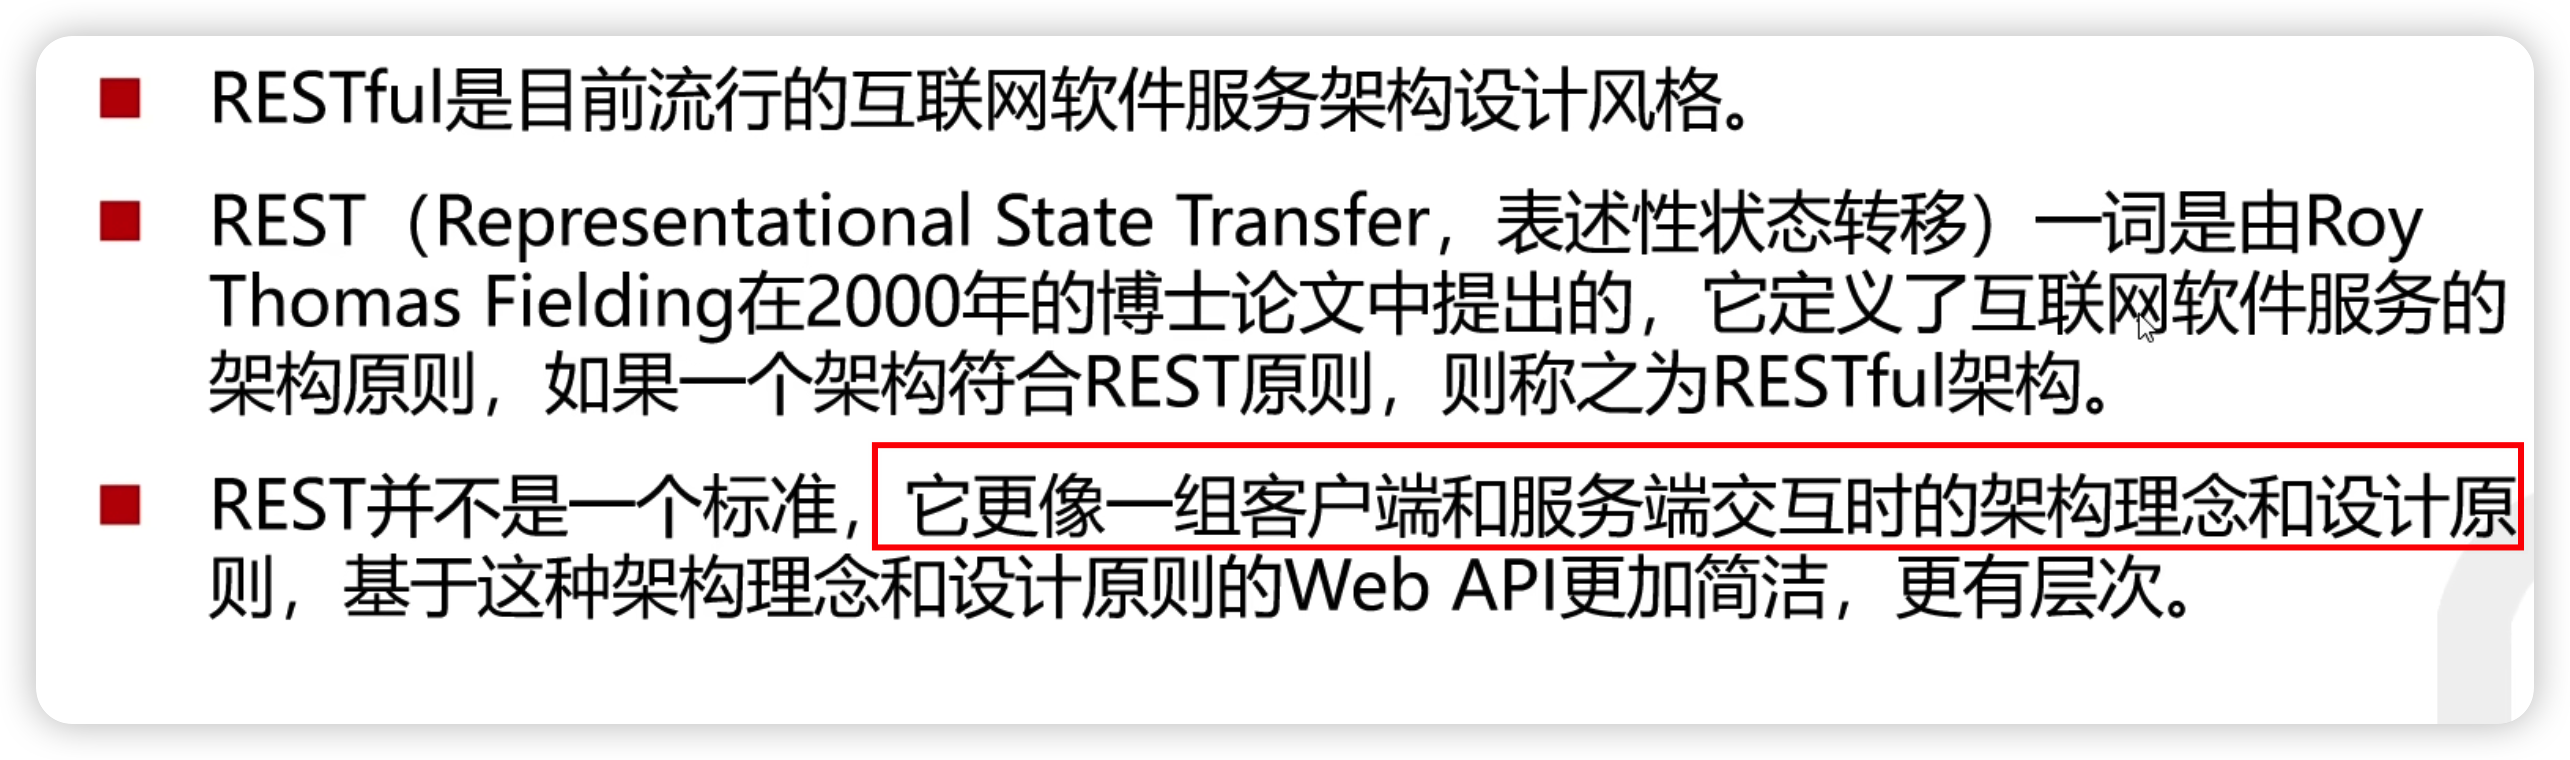 RESTful是目前流行的互联网软件服务架构设计风格。
REST（Representational State Transfer，表述性状态转移）一词是由Roy
Thomas Fielding在2000年的博士论文中提出的，它定义了互联网软件服务的
架构原则，如果一个架构符合REST原则，则称之为RESTful架构。
REST并不是一个标准，它更像一组客户端和服务端交互时的架构理念和设计原
则，基于这种架构理念和设计原则的Web API更加简洁，更有层次。